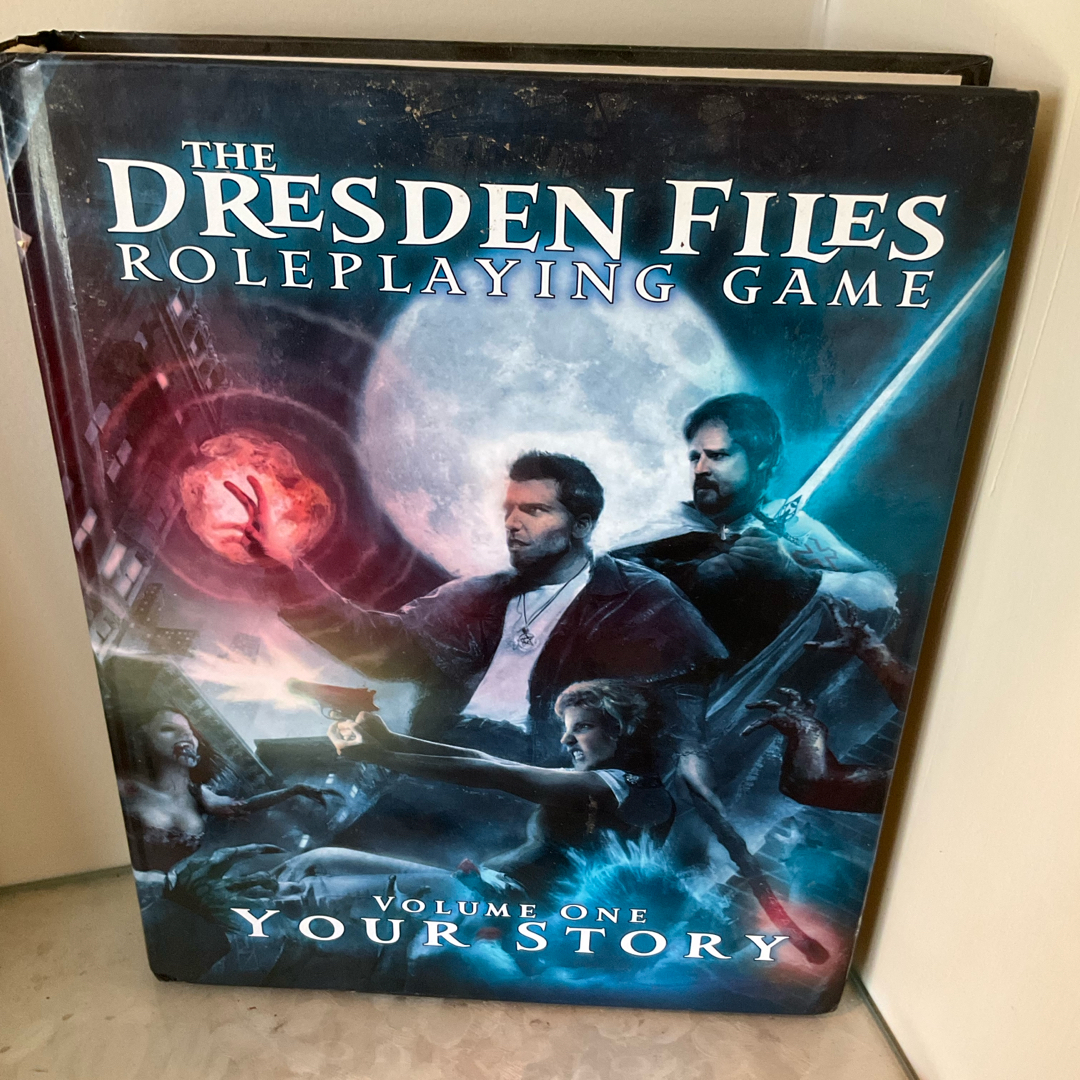 THE
DRESDEN FILES
ROLEPLAYING GAME
VOLUME ONE
YOUR STORY